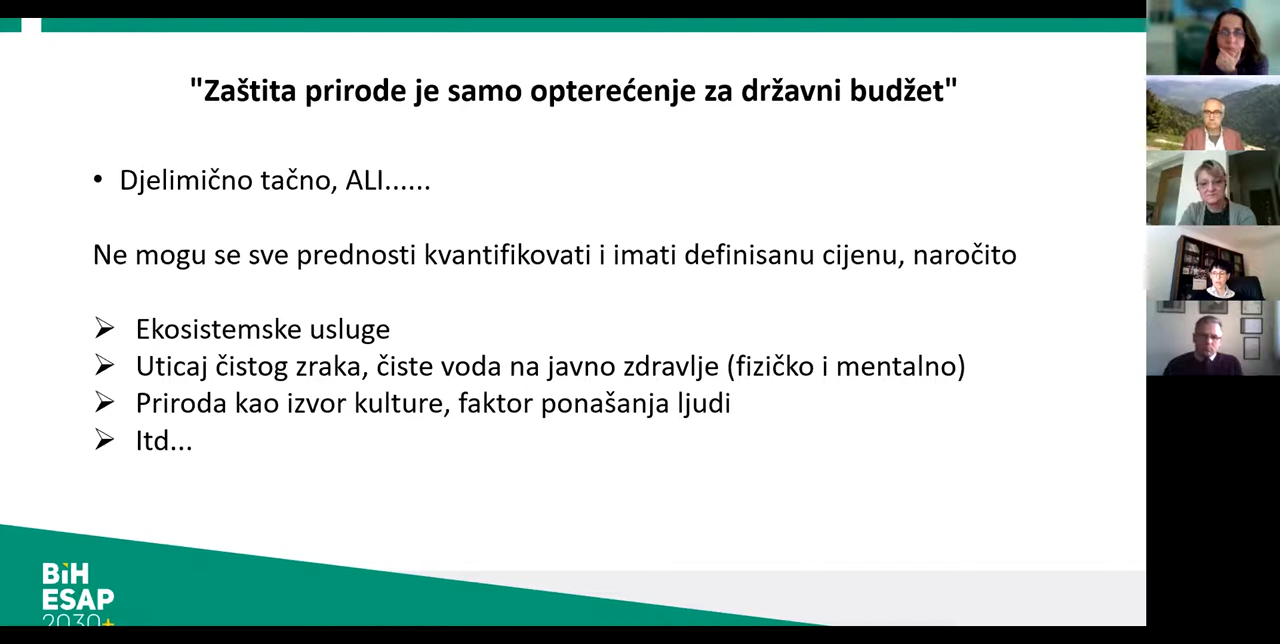 "Zaštita prirode je samo opterećenje za državni budžet"
• Djelimično tačno, ALI......
Ne mogu se sve prednosti kvantifikovati i imati definisanu cijenu, naročito
➢ Ekosistemske usluge
➢ Uticaj čistog zraka, čiste voda na javno zdravlje (fizičko i mentalno)
➢ Priroda kao izvor kulture, faktor ponašanja ljudi
➢ Itd...
BiH
ESAP
2030+